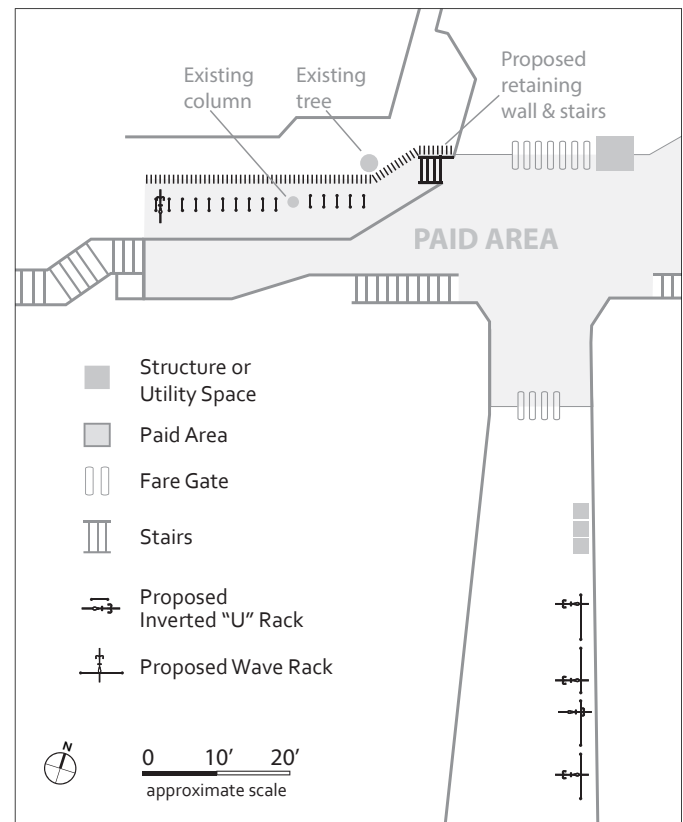 Existing
column
Existing
tree
Proposed
retaining
wall & stairs
PAID AREA
Structure or
Utility Space
Paid Area
Fare Gate
Stairs
Proposed
Inverted “U” Rack
Proposed Wave Rack
N
0 10’ 20’
approximate scale